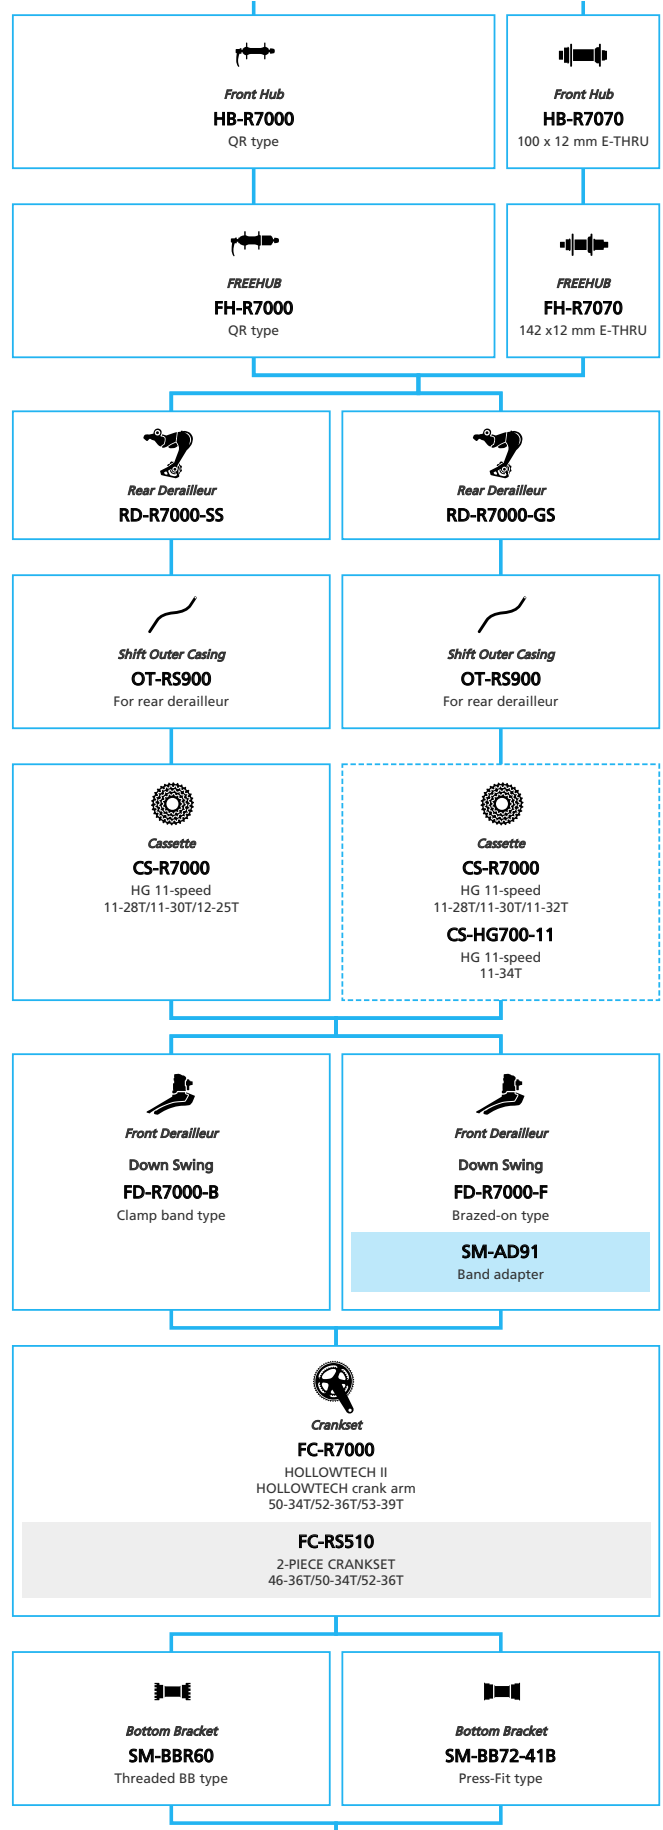 Front Hub
HB-R7000
QR type
Front Hub
HB-R7070
100 x 12 mm E-THRU
FREEHUB
FH-R7000
QR type
FREEHUB
FH-R7070
142 x12 mm E-THRU
Rear Derailleur
RD-R7000-SS
Rear Derailleur
RD-R7000-GS
Shift Outer Casing
OT-RS900
For rear derailleur
Shift Outer Casing
OT-RS900
For rear derailleur
Cassette
CS-R7000
HG 11-speed
11-28T/11-30T/12-25T
Cassette
CS-R7000
HG 11-speed
11-28T/11-30T/11-32T
CS-HG700-11
HG 11-speed
11-34T
Front Derailleur
Down Swing
FD-R7000-B
Clamp band type
Front Derailleur
Down Swing
FD-R7000-F
Brazed-on type
SM-AD91
Band adapter
Crankset
FC-R7000
HOLLOWTECH II
HOLLOWTECH crank arm
50-34T/52-36T/53-39T
FC-RS510
2-PIECE CRANKSET
46-36T/50-34T/52-36T
Bottom Bracket
SM-BBR60
Threaded BB type
Bottom Bracket
SM-BB72-41B
Press-Fit type